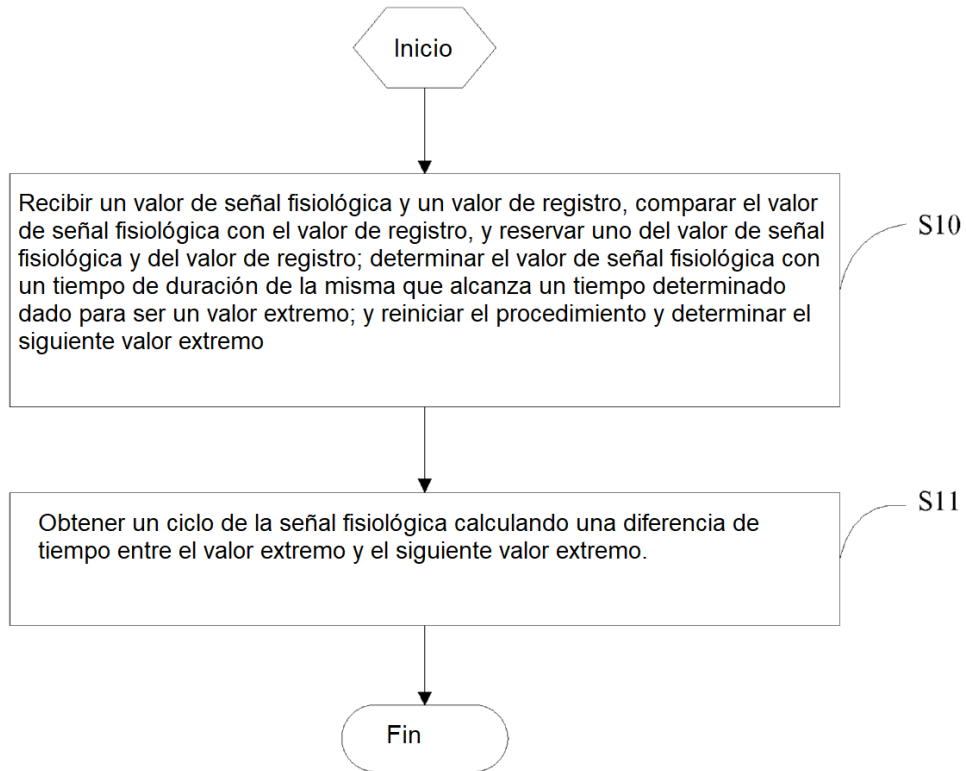 Inicio
Recibir un valor de señal fisiológica y un valor de registro, comparar el valor
de señal fisiológica con el valor de registro, y reservar uno del valor de señal
fisiológica y del valor de registro; determinar el valor de señal fisiológica con
un tiempo de duración de la misma que alcanza un tiempo determinado
dado para ser un valor extremo; y reiniciar el procedimiento y determinar el
siguiente valor extremo
S10
Obtener un ciclo de la señal fisiológica calculando una diferencia de
tiempo entre el valor extremo y el siguiente valor extremo.
S11
Fin